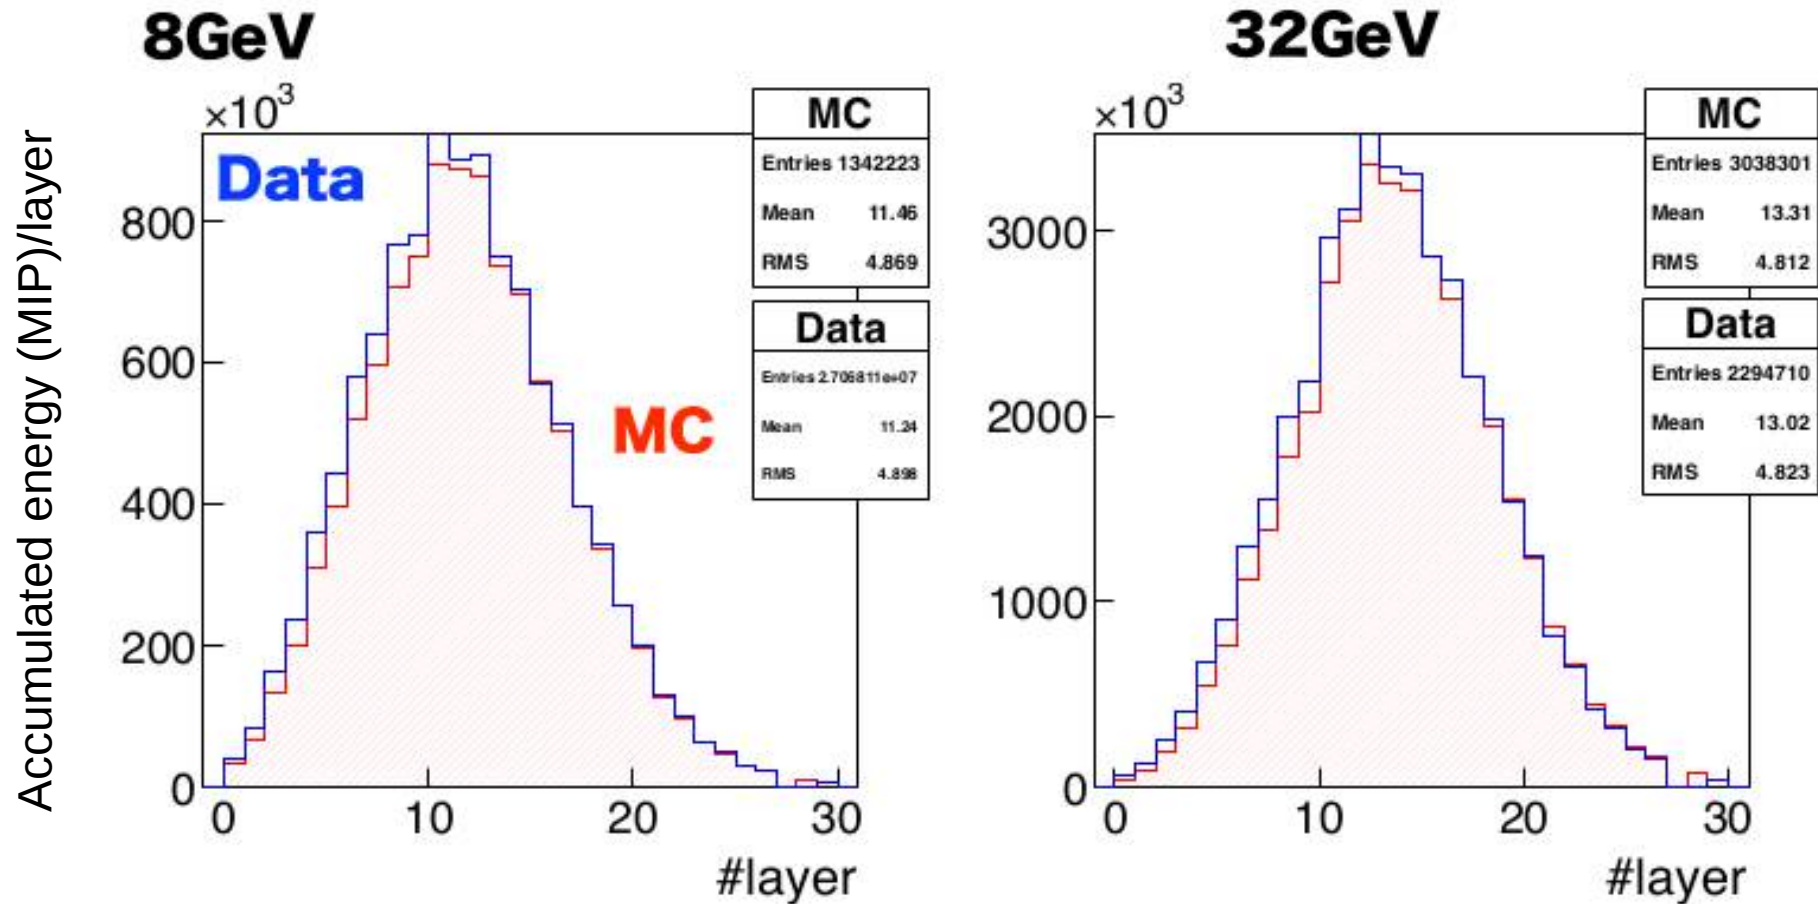 8GeV
Accumulated energy (MIP)/layer
×10³
Data
MC
800
600
400
200
0
0 10 20 30
#layer
MC
Entries 1342223
Mean 11.46
RMS 4.869
Data
Entries 2.706811e+07
Mean 11.24
RMS 4.898
32GeV
×10³
3000
2000
1000
0
0 10 20 30
#layer
MC
Entries 3038301
Mean 13.31
RMS 4.812
Data
Entries 2294710
Mean 13.02
RMS 4.823